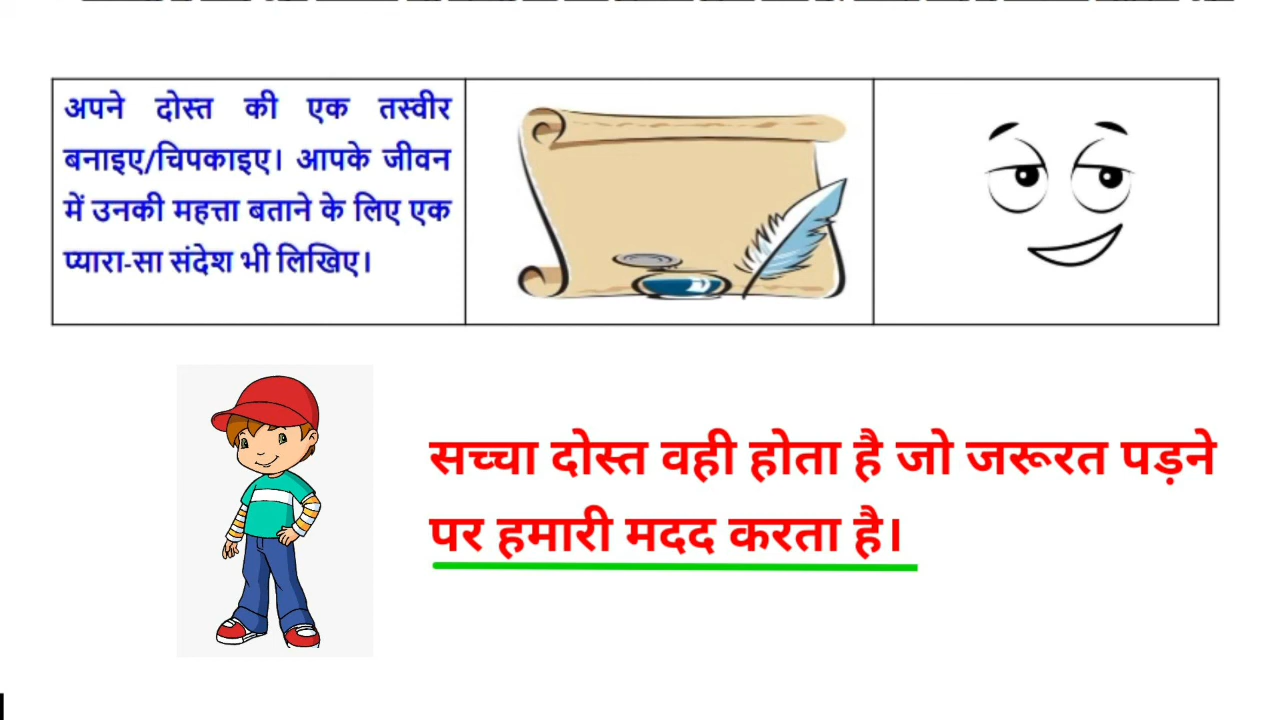 अपने दोस्त की एक तस्वीर
बनाइए/चिपकाइए। आपके जीवन
में उनकी महत्ता बताने के लिए एक
प्यारा-सा संदेश भी लिखिए।
सच्चा दोस्त वही होता है जो जरूरत पड़ने
पर हमारी मदद करता है।